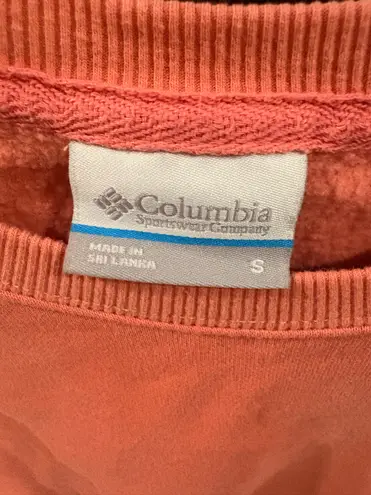 Columbia
Sportswear Company
MADE IN
SRI LANKA
S